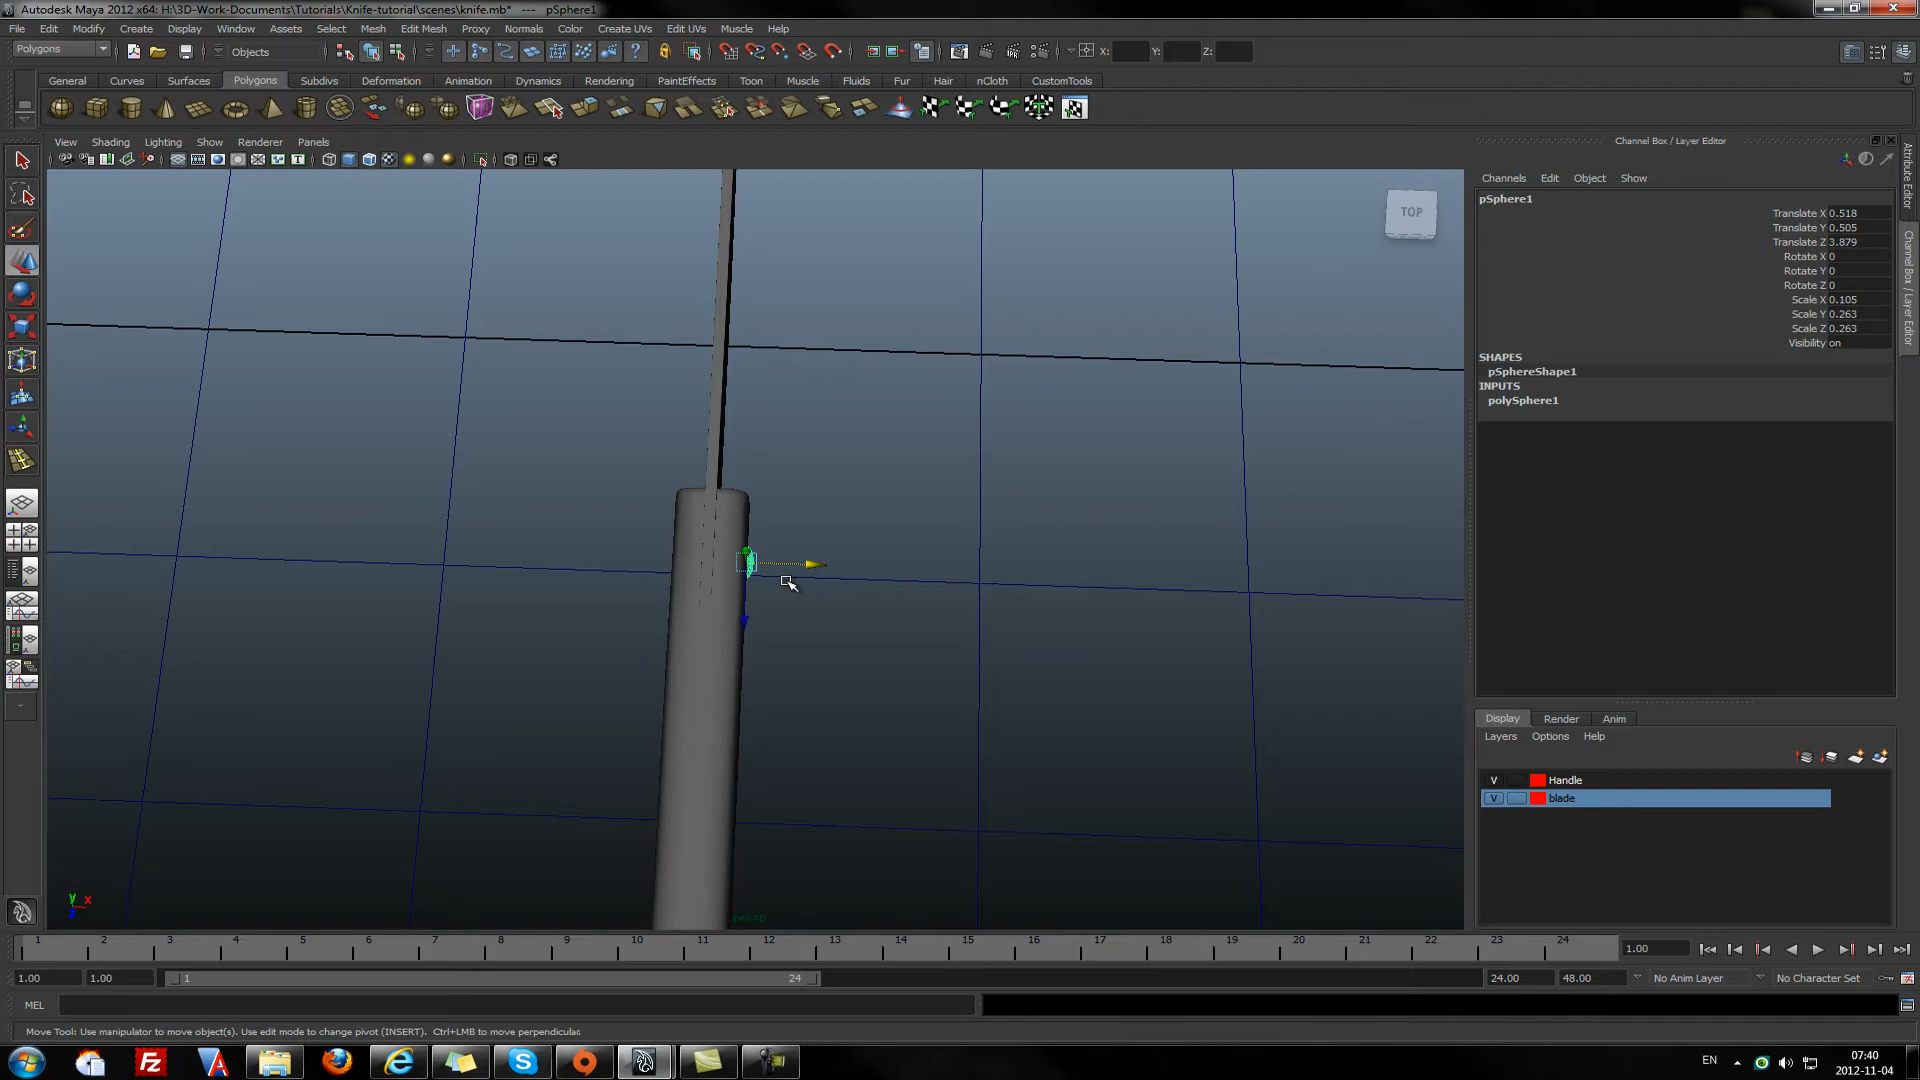 Autodesk Maya 2012 x64: H:\3D-Work-Documents\Tutorials\Knife-tutorial\scenes\knife.mb* --- pSphere1
File Edit Modify Create Display Window Assets Select Mesh Edit Mesh Proxy Normals Color Create UVs Edit UVs Muscle Help
Polygons Objects X: Y: Z:
General Curves Surfaces Polygons Subdivs Deformation Animation Dynamics Rendering PaintEffects Toon Muscle Fluids Fur Hair nCloth CustomTools
View Shading Lighting Show Renderer Panels
Channel Box / Layer Editor
Channels Edit Object Show
pSphere1
Translate X 0.518
Translate Y 0.505
Translate Z 3.879
Rotate X 0
Rotate Y 0
Rotate Z 0
Scale X 0.105
Scale Y 0.263
Scale Z 0.263
Visibility on
SHAPES
pSphereShape1
INPUTS
polySphere1
Attribute Editor
Channel Box / Layer Editor
TOP
Display Render Anim
Layers Options Help
V Handle
V blade
y x
z
persp
1 2 3 4 5 6 7 8 9 10 11 12 13 14 15 16 17 18 19 20 21 22 23 24 1.00
1.00 1.00 1 24 24.00 48.00 No Anim Layer No Character Set
MEL
Move Tool: Use manipulator to move object(s). Use edit mode to change pivot (INSERT). Ctrl+LMB to move perpendicular.
EN 07:40
2012-11-04